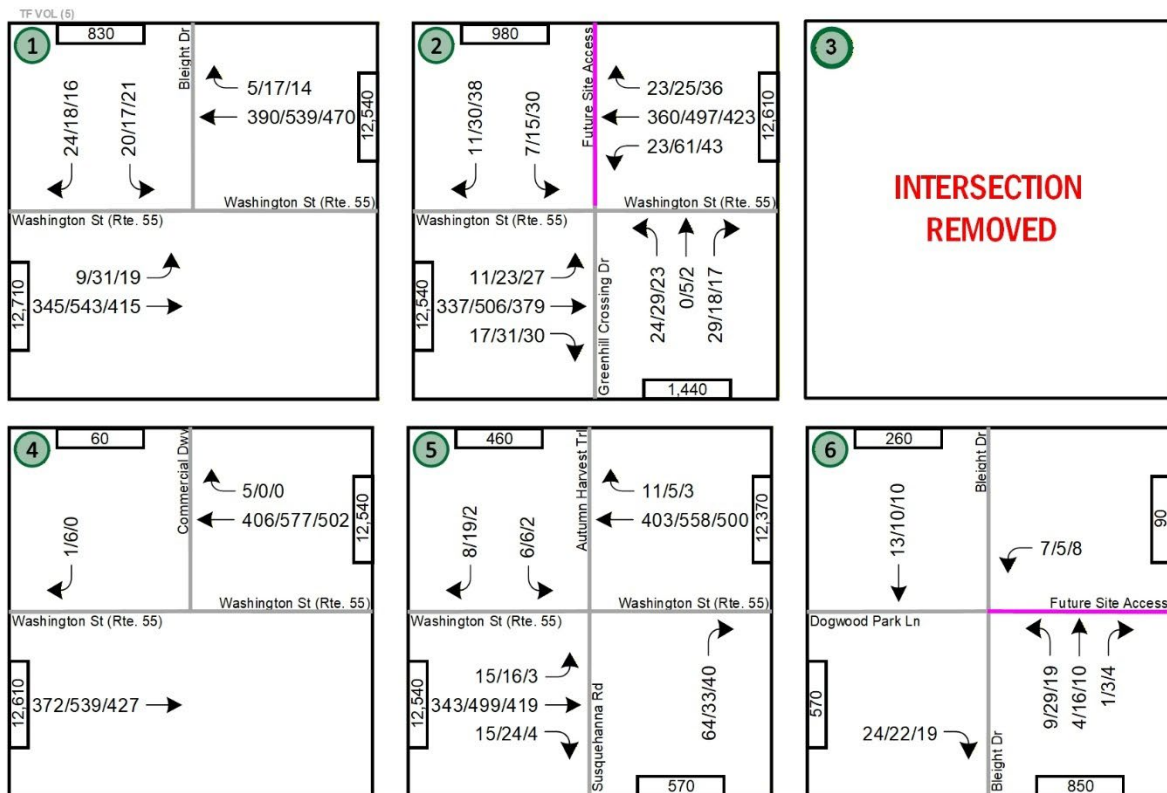 TF VOL (5)
1
830
Bleight Dr
24/18/16
20/17/21
5/17/14
390/539/470
12,540
Washington St (Rte. 55)
Washington St (Rte. 55)
9/31/19
345/543/415
12,710
2
980
Future Site Access
11/30/38
7/15/30
23/25/36
360/497/423
23/61/43
12,610
Washington St (Rte. 55)
Washington St (Rte. 55)
11/23/27
337/506/379
17/31/30
12,540
Greenhill Crossing Dr
24/29/23
0/5/2
29/18/17
1,440
3
INTERSECTION
REMOVED
4
60
Commercial Dwy
1/6/0
5/0/0
406/577/502
12,540
Washington St (Rte. 55)
Washington St (Rte. 55)
372/539/427
12,610
5
460
Autumn Harvest Trl
8/19/2
6/6/2
11/5/3
403/558/500
12,370
Washington St (Rte. 55)
Washington St (Rte. 55)
15/16/3
343/499/419
15/24/4
12,540
Susquehanna Rd
64/33/40
570
6
260
Bleight Dr
13/10/10
7/5/8
90
Future Site Access
Dogwood Park Ln
570
24/22/19
Bleight Dr
9/29/19
4/16/10
1/3/4
850